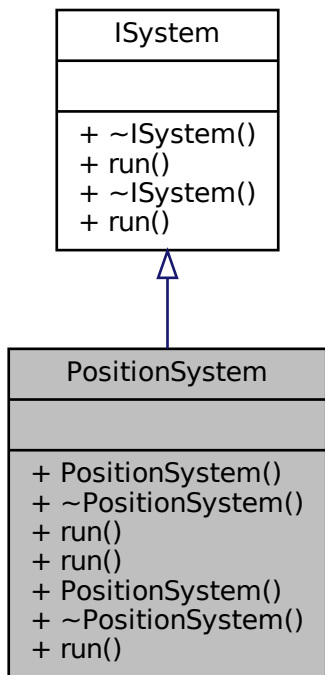 ISystem
+ ~ISystem()
+ run()
+ ~ISystem()
+ run()
PositionSystem
+ PositionSystem()
+ ~PositionSystem()
+ run()
+ run()
+ PositionSystem()
+ ~PositionSystem()
+ run()